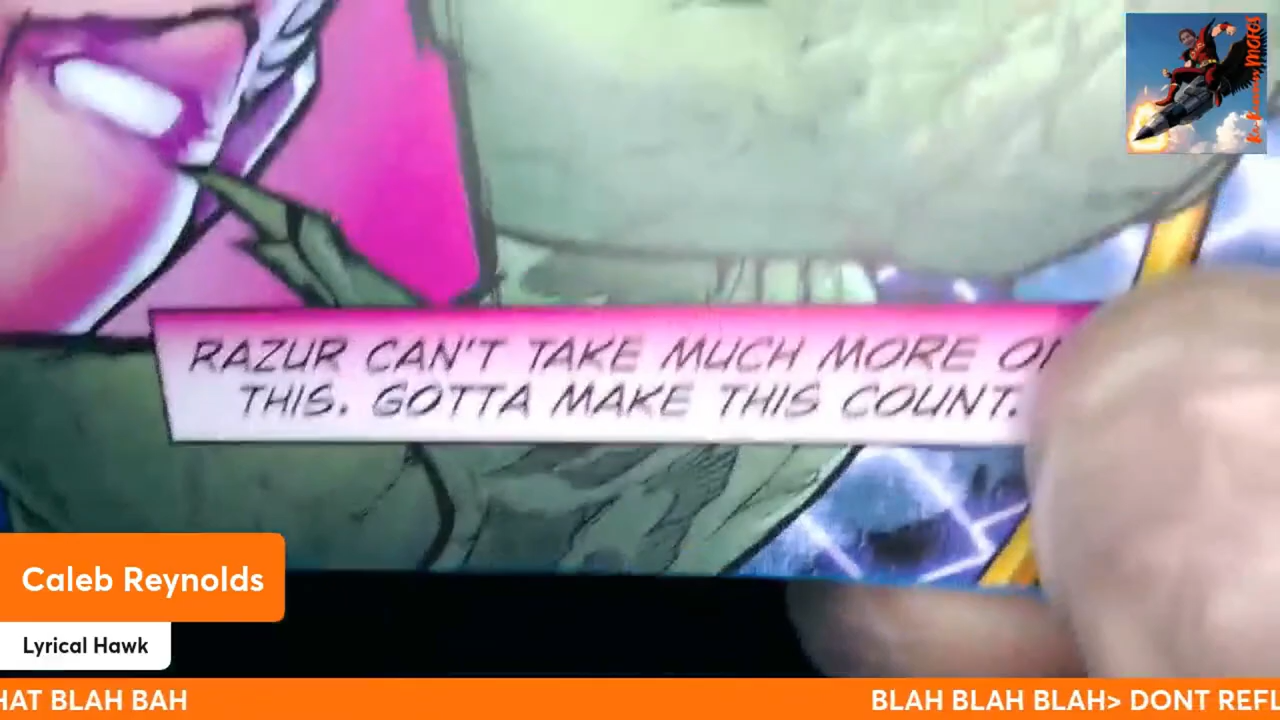 RAZUR CAN'T TAKE MUCH MORE
THIS. GOTTA MAKE THIS COUNT.
Caleb Reynolds
Lyrical Hawk
HAT BLAH BAH
BLAH BLAH BLAH> DONT REFL